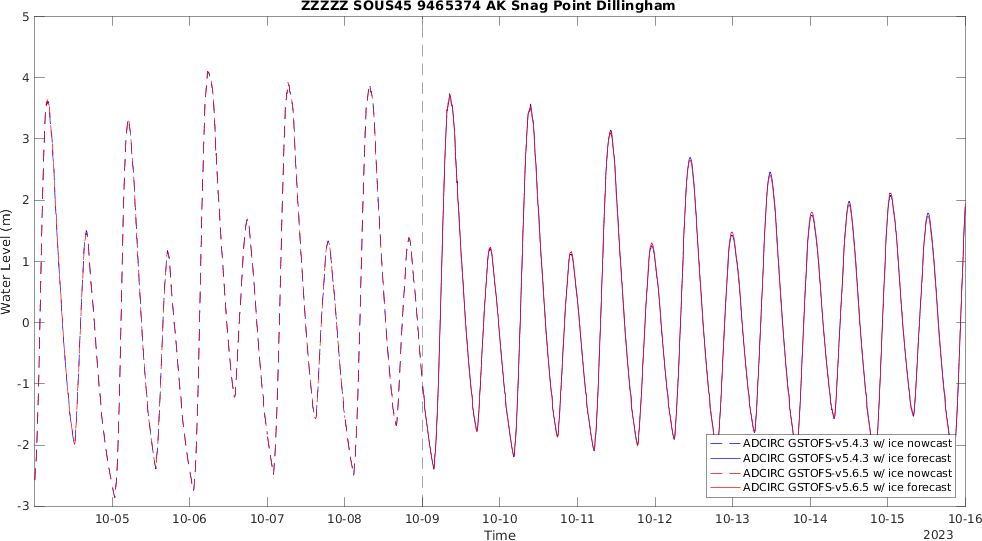 ZZZZZ SOUS45 9465374 AK Snag Point Dillingham
5
4
3
2
1
0
-1
-2
-3
Water Level (m)
ADCIRC GSTOFS-v5.4.3 w/ ice nowcast
ADCIRC GSTOFS-v5.4.3 w/ ice forecast
ADCIRC GSTOFS-v5.6.5 w/ ice nowcast
ADCIRC GSTOFS-v5.6.5 w/ ice forecast
10-05 10-06 10-07 10-08 10-09 10-10 10-11 10-12 10-13 10-14 10-15 10-16
Time
2023